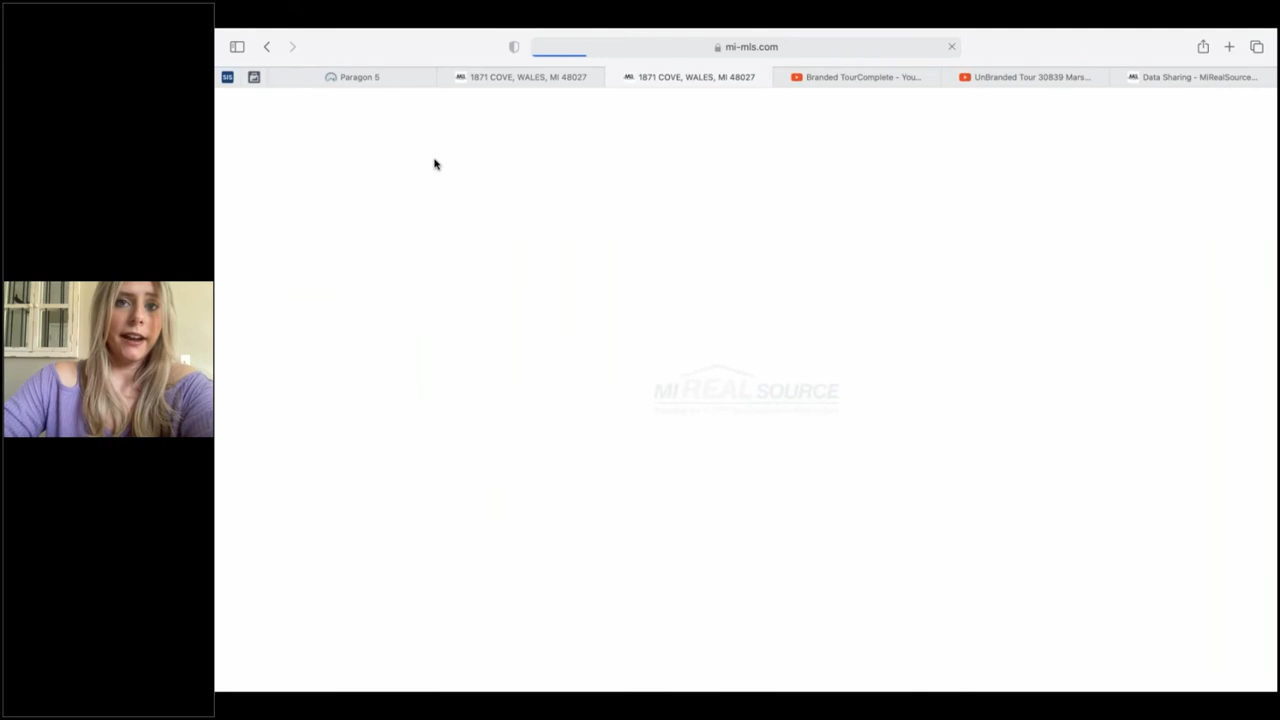 mi-mls.com
SIS
Paragon 5
1871 COVE, WALES, MI 48027
1871 COVE, WALES, MI 48027
Branded TourComplete - You...
UnBranded Tour 30839 Mars...
Data Sharing - MiRealSource...
MI REAL SOURCE